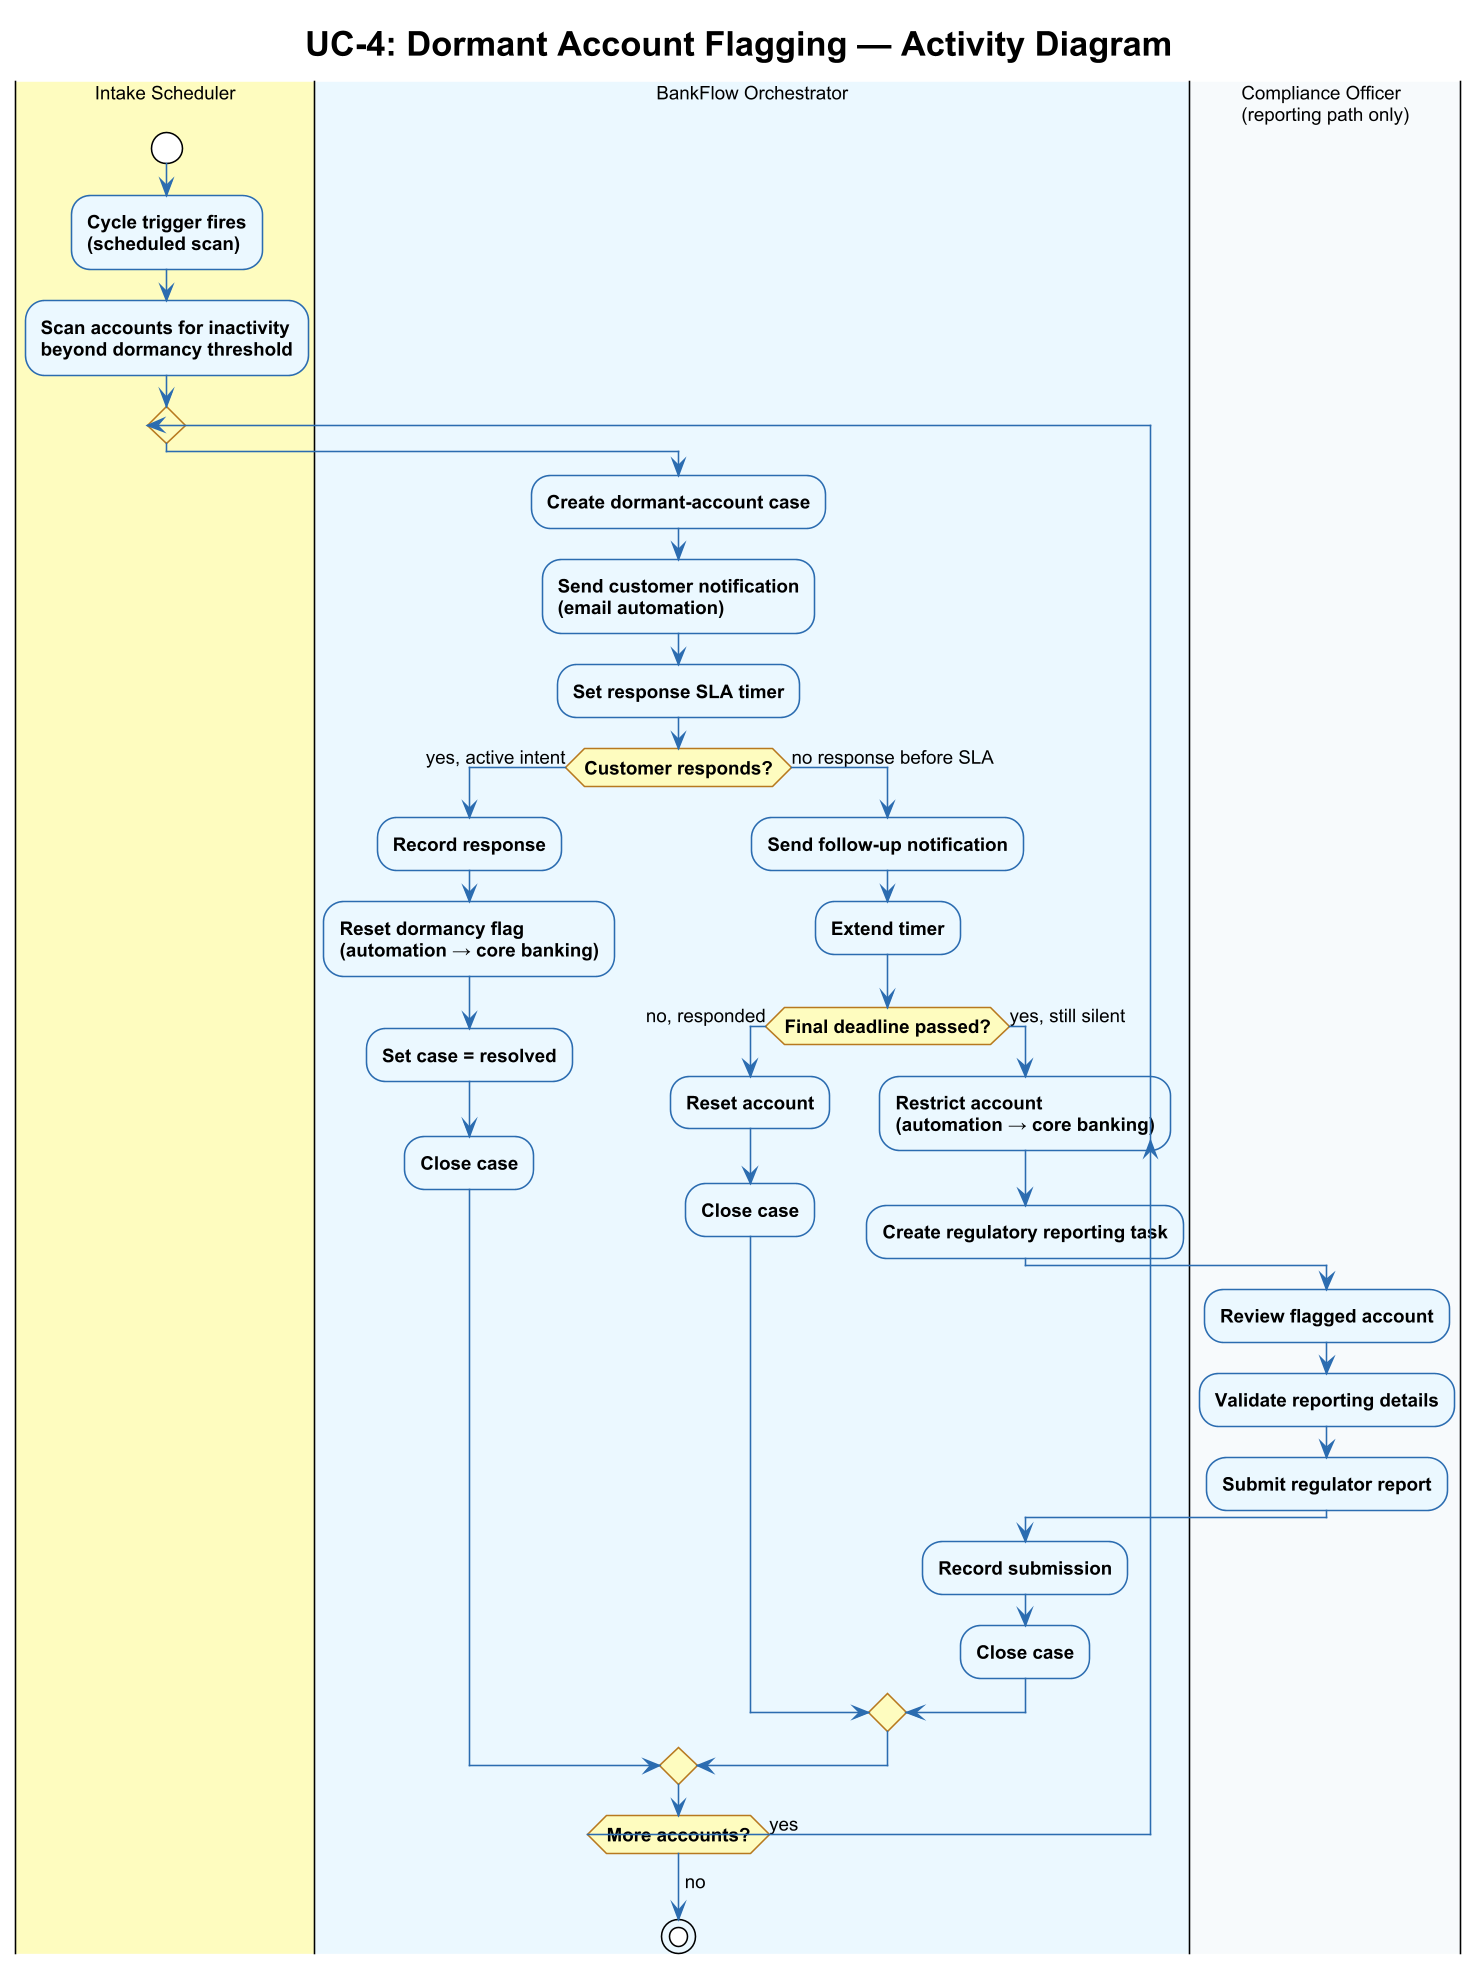 UC-4: Dormant Account Flagging — Activity Diagram
Intake Scheduler
BankFlow Orchestrator
Compliance Officer
(reporting path only)
Cycle trigger fires
(scheduled scan)
Scan accounts for inactivity
beyond dormancy threshold
Create dormant-account case
Send customer notification
(email automation)
Set response SLA timer
yes, active intent
Customer responds?
no response before SLA
Record response
Send follow-up notification
Reset dormancy flag
(automation → core banking)
Extend timer
no, responded
Final deadline passed?
yes, still silent
Set case = resolved
Reset account
Restrict account
(automation → core banking)
Close case
Close case
Create regulatory reporting task
Review flagged account
Validate reporting details
Submit regulator report
Record submission
Close case
More accounts?
yes
no